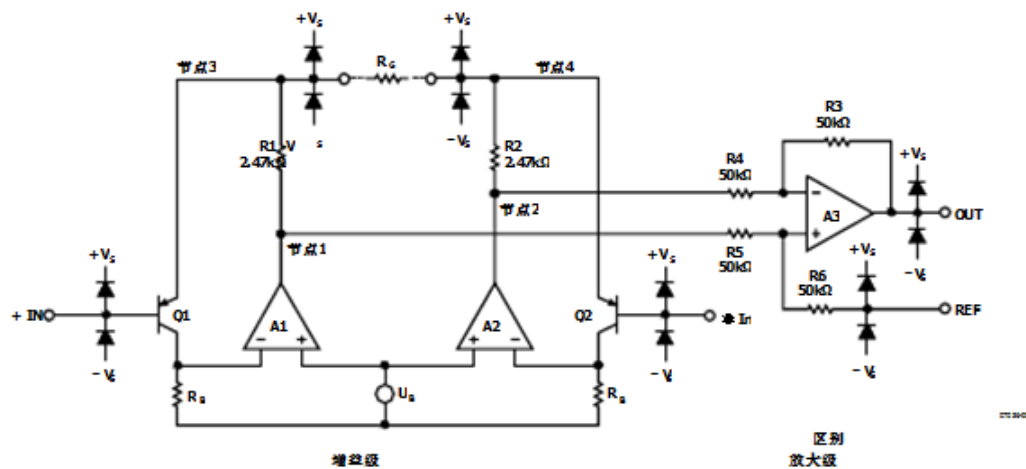 +Vs
+Vs
节点3
RG
节点4
s
−Vs
R1
V
s
2.47kΩ
R2
2.47kΩ
R3
50kΩ
R4
50kΩ
+Vs
−
A3
+
OUT
节点2
节点1
R5
50kΩ
−Vs
R6
50kΩ
+Vs
REF
−Vs
+Vs
+Vs
+ IN
Q1
A1
−
+
A2
+
−
Q2
In
−Vs
−Vs
RB
UB
RB
增益级
区别
放大级